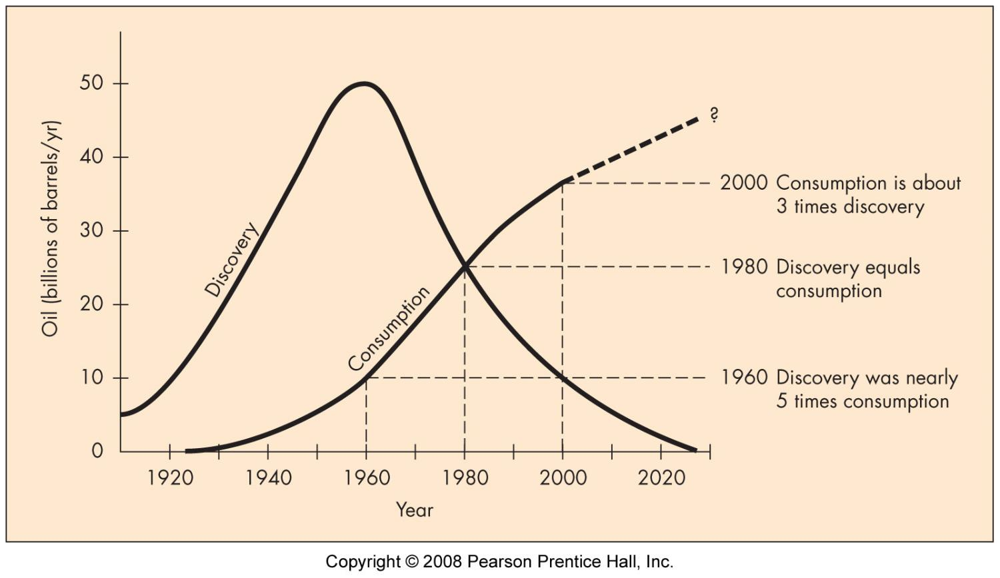 50
40
30
20
10
0
Oil (billions of barrels/yr)
Discovery
Consumption
?
2000 Consumption is about
3 times discovery
1980 Discovery equals
consumption
1960 Discovery was nearly
5 times consumption
1920 1940 1960 1980 2000 2020
Year
Copyright © 2008 Pearson Prentice Hall, Inc.